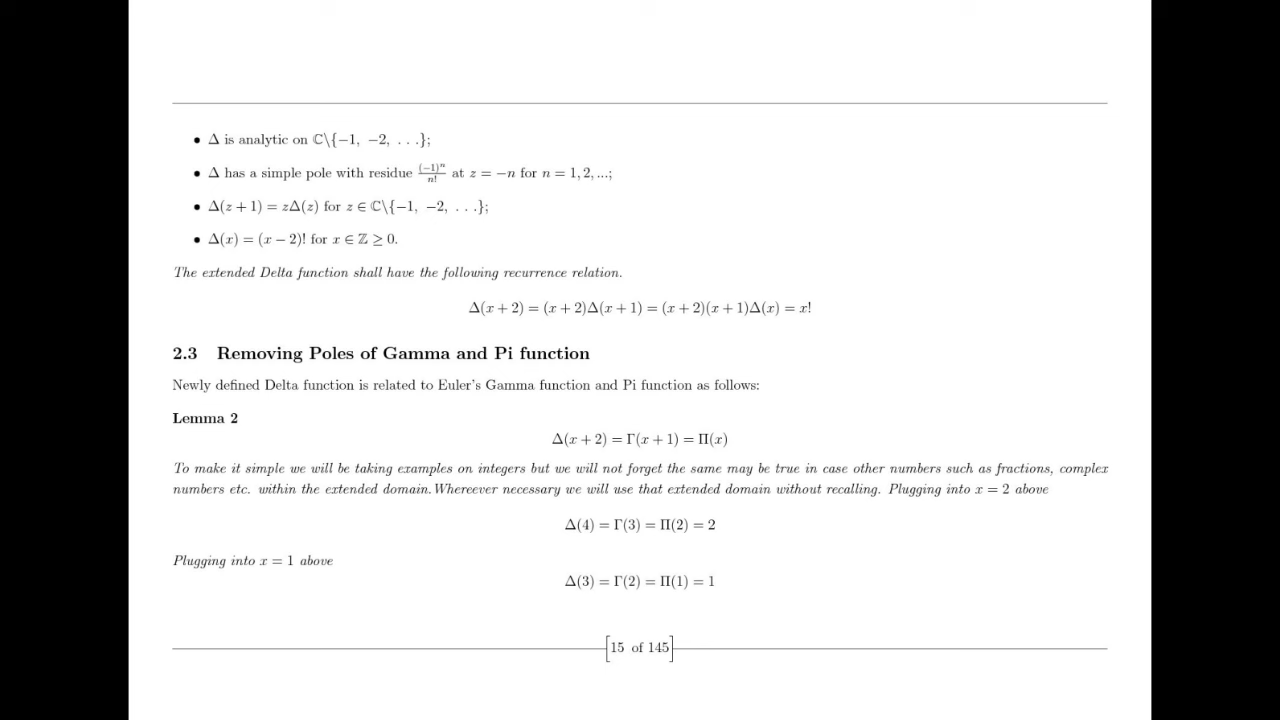 • Δ is analytic on ℂ\{−1, −2, . . .};
• Δ has a simple pole with residue (−1)ⁿ/n! at z = −n for n = 1, 2, ...;
• Δ(z + 1) = zΔ(z) for z ∈ ℂ\{−1, −2, . . .};
• Δ(x) = (x − 2)! for x ∈ ℤ ≥ 0.
The extended Delta function shall have the following recurrence relation.
Δ(x + 2) = (x + 2)Δ(x + 1) = (x + 2)(x + 1)Δ(x) = x!
2.3 Removing Poles of Gamma and Pi function
Newly defined Delta function is related to Euler's Gamma function and Pi function as follows:
Lemma 2
Δ(x + 2) = Γ(x + 1) = Π(x)
To make it simple we will be taking examples on integers but we will not forget the same may be true in case other numbers such as fractions, complex
numbers etc. within the extended domain.Whereever necessary we will use that extended domain without recalling. Plugging into x = 2 above
Δ(4) = Γ(3) = Π(2) = 2
Plugging into x = 1 above
Δ(3) = Γ(2) = Π(1) = 1
[15 of 145]